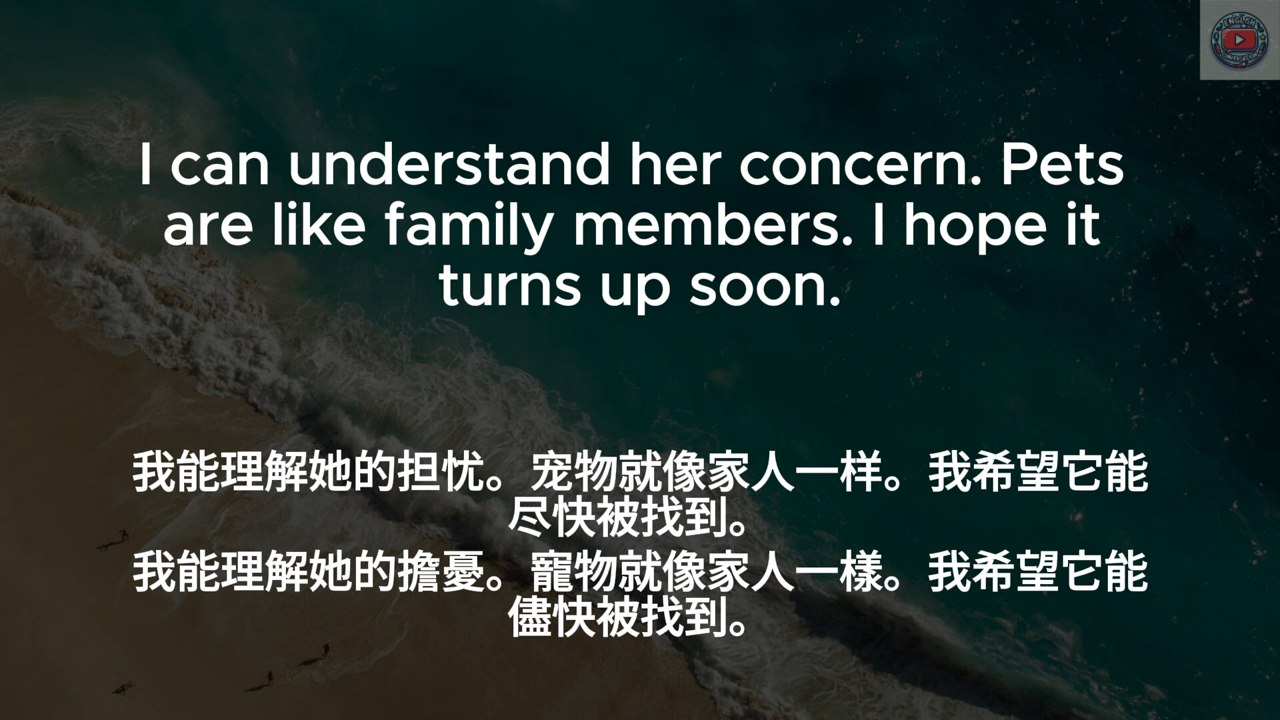 I can understand her concern. Pets
are like family members. I hope it
turns up soon.
我能理解她的担忧。宠物就像家人一样。我希望它能
尽快被找到。
我能理解她的擔憂。寵物就像家人一樣。我希望它能
儘快被找到。